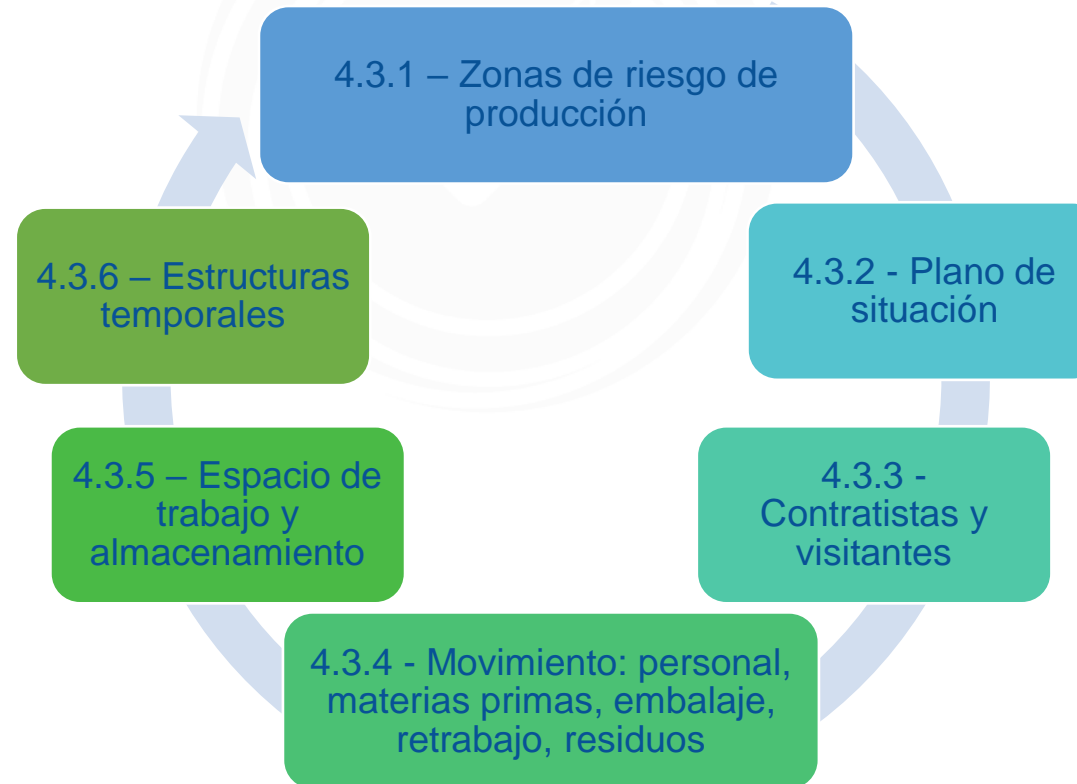 4.3.1 – Zonas de riesgo de
producción
4.3.2 - Plano de
situación
4.3.3 -
Contratistas y
visitantes
4.3.4 - Movimiento: personal,
materias primas, embalaje,
retrabajo, residuos
4.3.5 – Espacio de
trabajo y
almacenamiento
4.3.6 – Estructuras
temporales